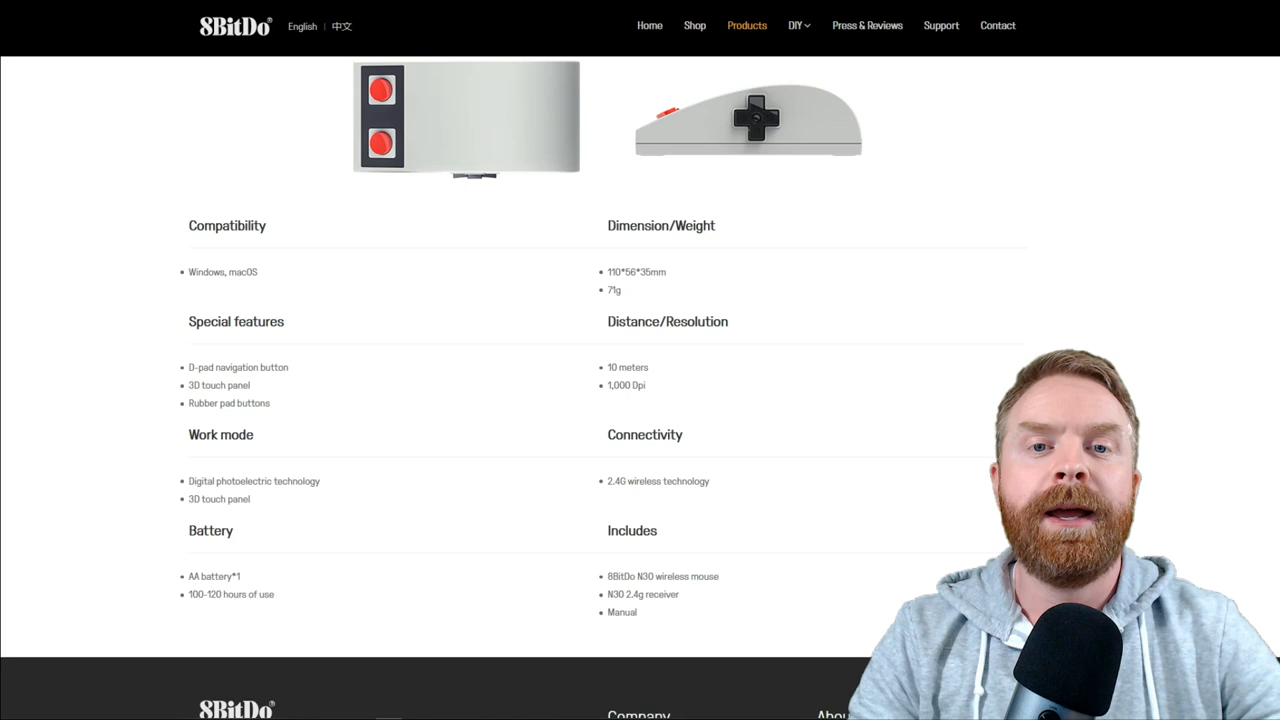 8BitDo®
English | 中文
Home
Shop
Products
DIY
Press & Reviews
Support
Contact
Compatibility
Windows, macOS
Dimension/Weight
110*56*35mm
71g
Special features
D-pad navigation button
3D touch panel
Rubber pad buttons
Distance/Resolution
10 meters
1,000 Dpi
Work mode
Digital photoelectric technology
3D touch panel
Connectivity
2.4G wireless technology
Battery
AA battery*1
100-120 hours of use
Includes
8BitDo N30 wireless mouse
N30 2.4g receiver
Manual
8BitDo®
Company